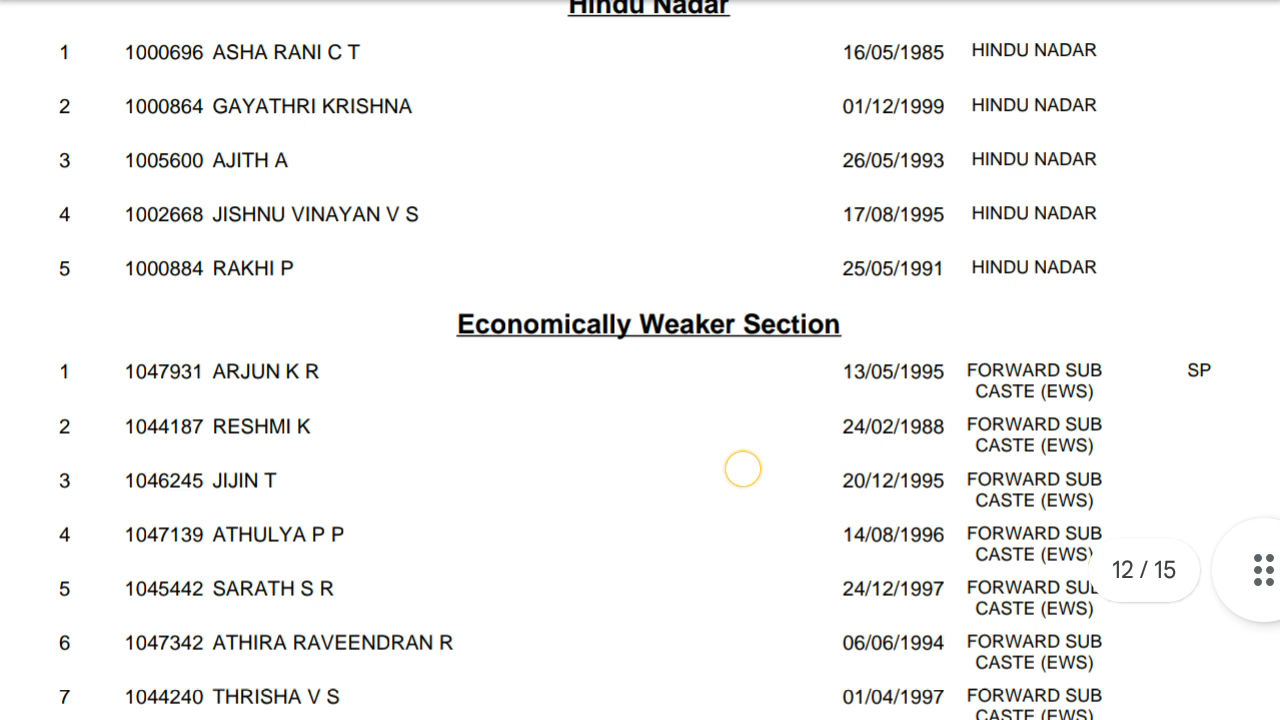 Hindu Nadar
1 1000696 ASHA RANI C T 16/05/1985 HINDU NADAR
2 1000864 GAYATHRI KRISHNA 01/12/1999 HINDU NADAR
3 1005600 AJITH A 26/05/1993 HINDU NADAR
4 1002668 JISHNU VINAYAN V S 17/08/1995 HINDU NADAR
5 1000884 RAKHI P 25/05/1991 HINDU NADAR
Economically Weaker Section
1 1047931 ARJUN K R 13/05/1995 FORWARD SUB SP
CASTE (EWS)
2 1044187 RESHMI K 24/02/1988 FORWARD SUB
CASTE (EWS)
3 1046245 JIJIN T 20/12/1995 FORWARD SUB
CASTE (EWS)
4 1047139 ATHULYA P P 14/08/1996 FORWARD SUB
CASTE (EWS)
12 / 15
5 1045442 SARATH S R 24/12/1997 FORWARD SUB
CASTE (EWS)
6 1047342 ATHIRA RAVEENDRAN R 06/06/1994 FORWARD SUB
CASTE (EWS)
7 1044240 THRISHA V S 01/04/1997 FORWARD SUB
CASTE (EWS)